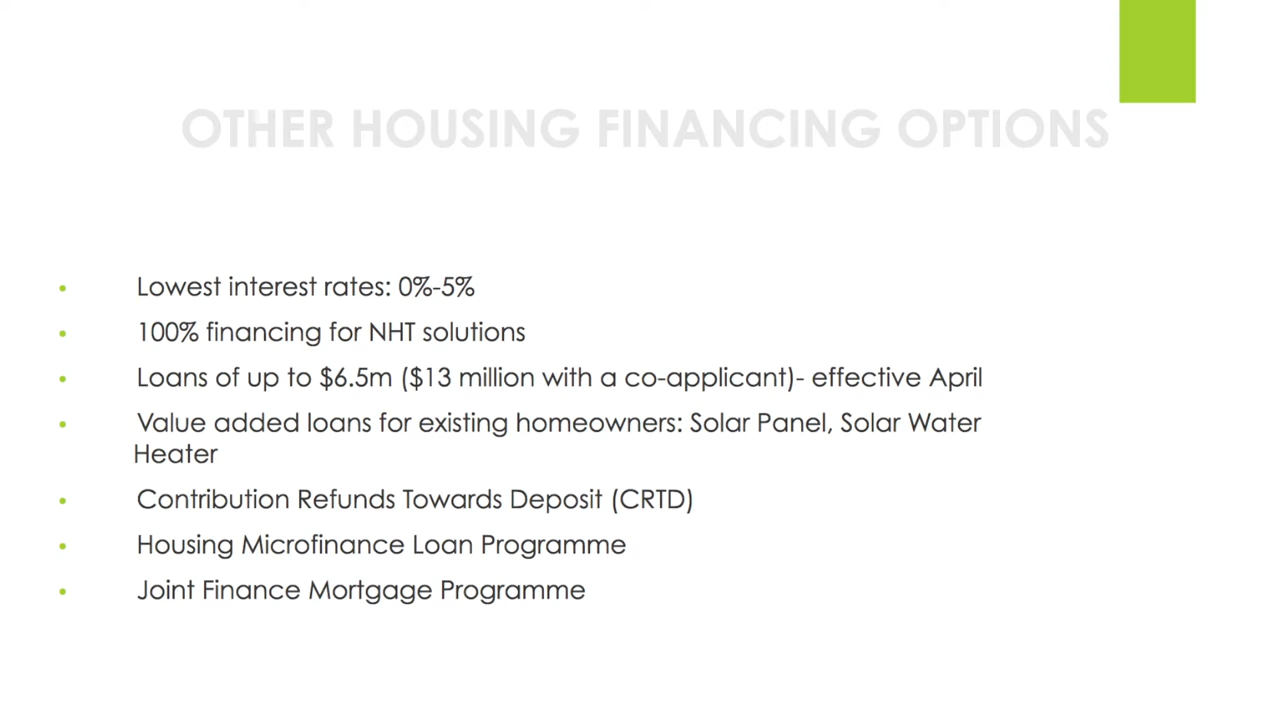 OTHER HOUSING FINANCING OPTIONS
• Lowest interest rates: 0%-5%
• 100% financing for NHT solutions
• Loans of up to $6.5m ($13 million with a co-applicant)- effective April
• Value added loans for existing homeowners: Solar Panel, Solar Water
Heater
• Contribution Refunds Towards Deposit (CRTD)
• Housing Microfinance Loan Programme
• Joint Finance Mortgage Programme